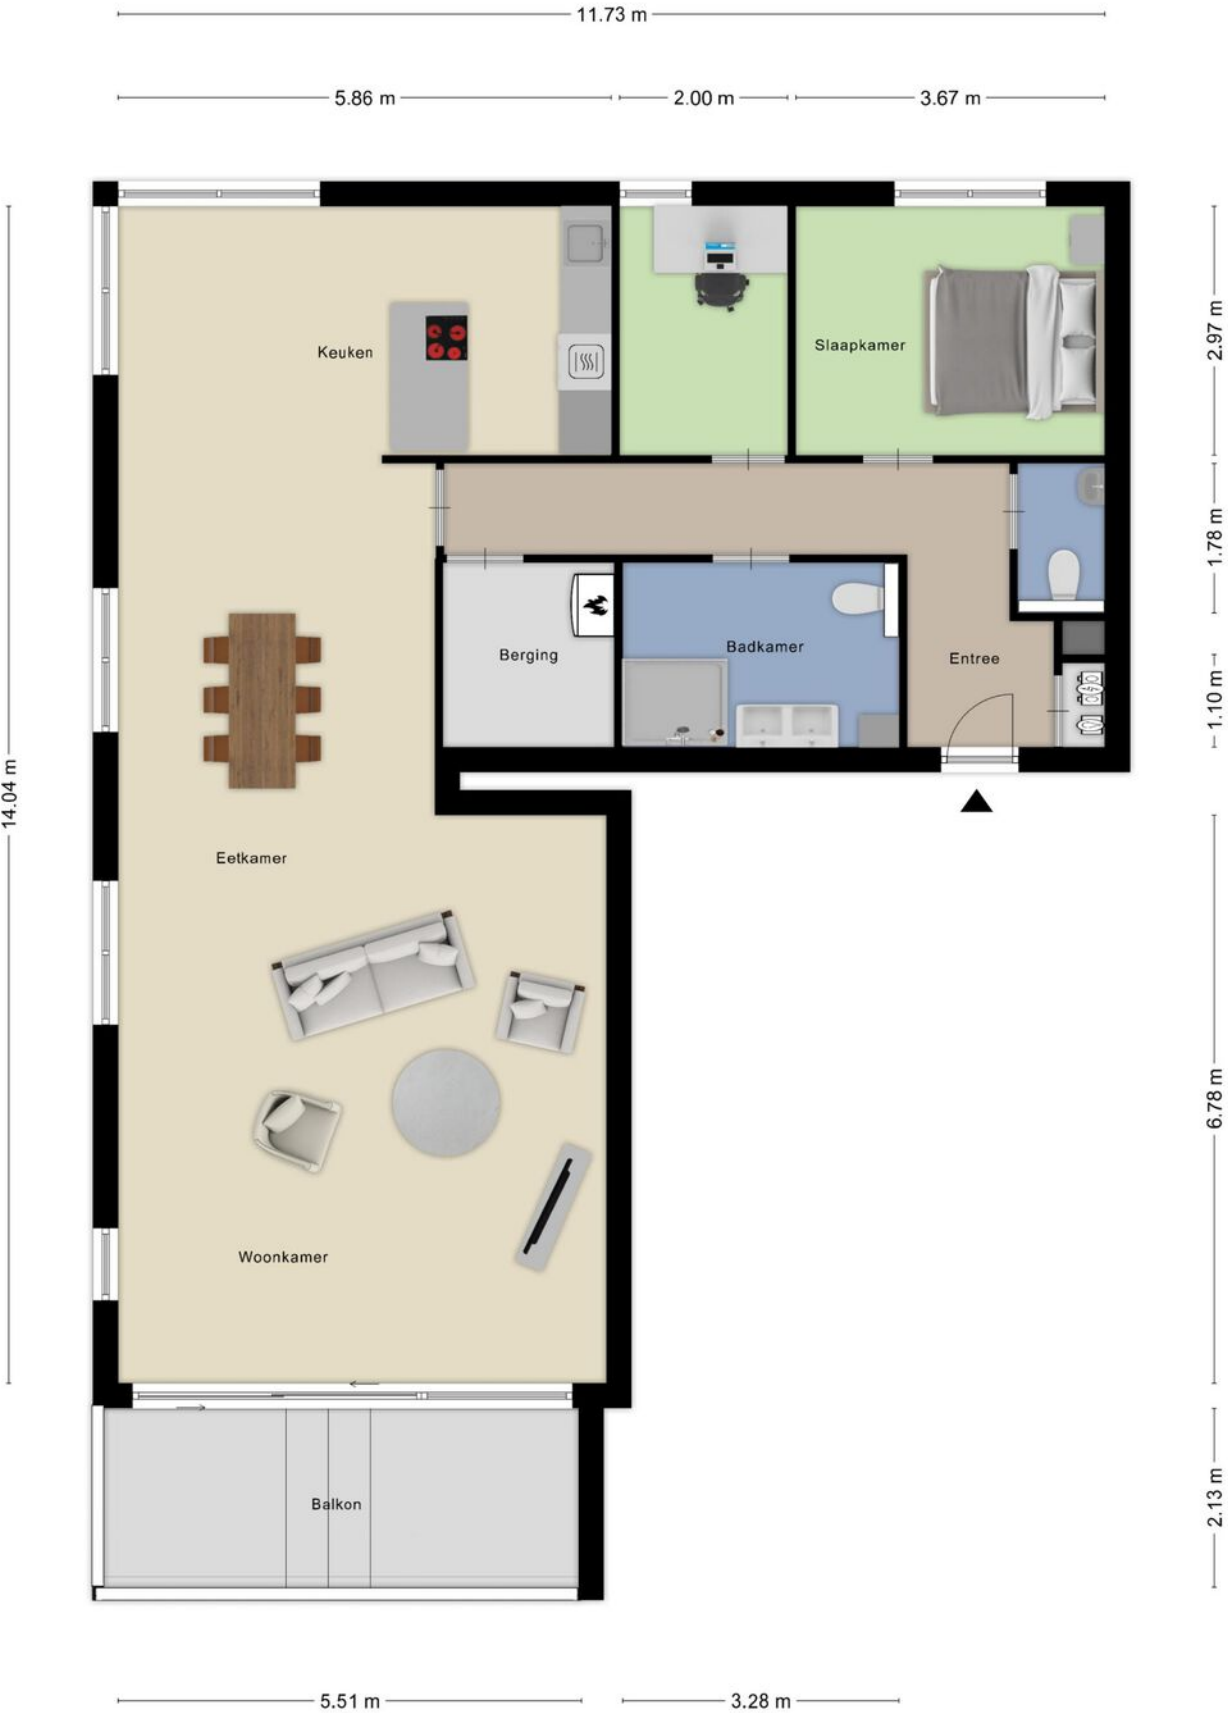 11.73 m
5.86 m
2.00 m
3.67 m
Keuken
Slaapkamer
2.97 m
1.78 m
Berging
Badkamer
Entree
1.10 m
14.04 m
Eetkamer
6.78 m
Woonkamer
Balkon
2.13 m
5.51 m
3.28 m